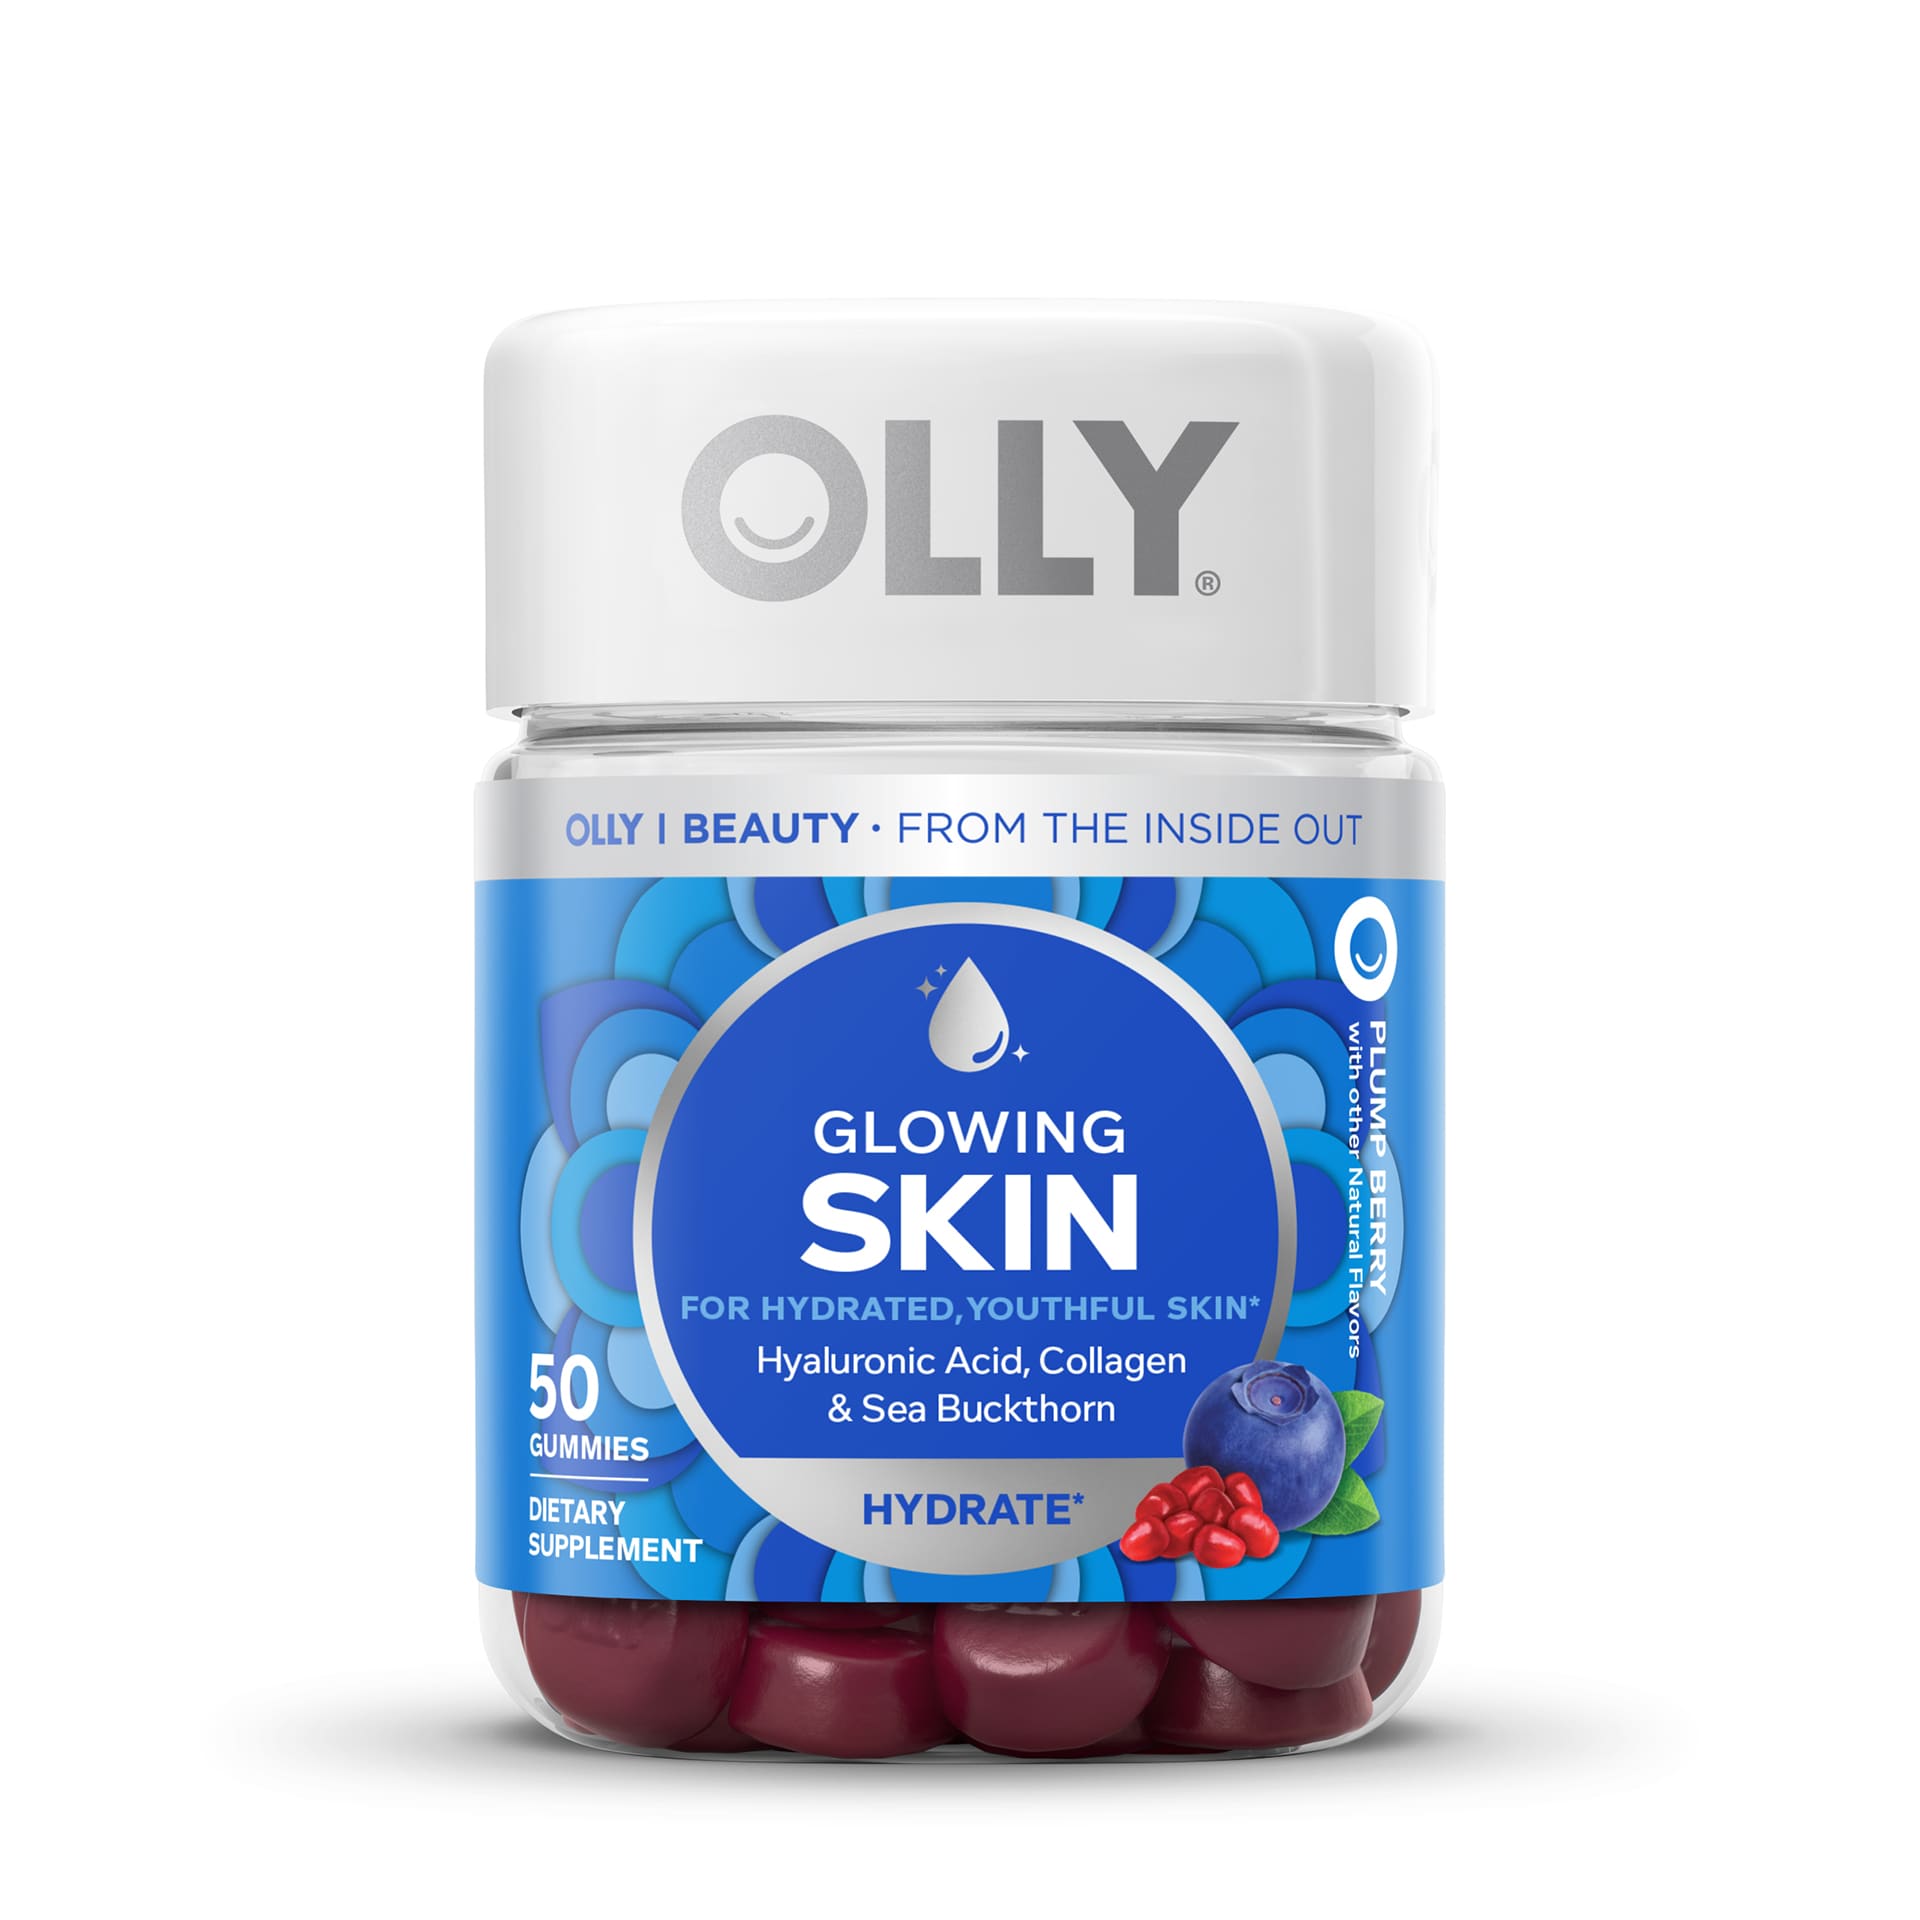 OLLY®
OLLY | BEAUTY • FROM THE INSIDE OUT
GLOWING
SKIN
FOR HYDRATED, YOUTHFUL SKIN*
Hyaluronic Acid, Collagen
& Sea Buckthorn
HYDRATE*
50
GUMMIES
DIETARY
SUPPLEMENT
PLUMP BERRY
with other Natural Flavors